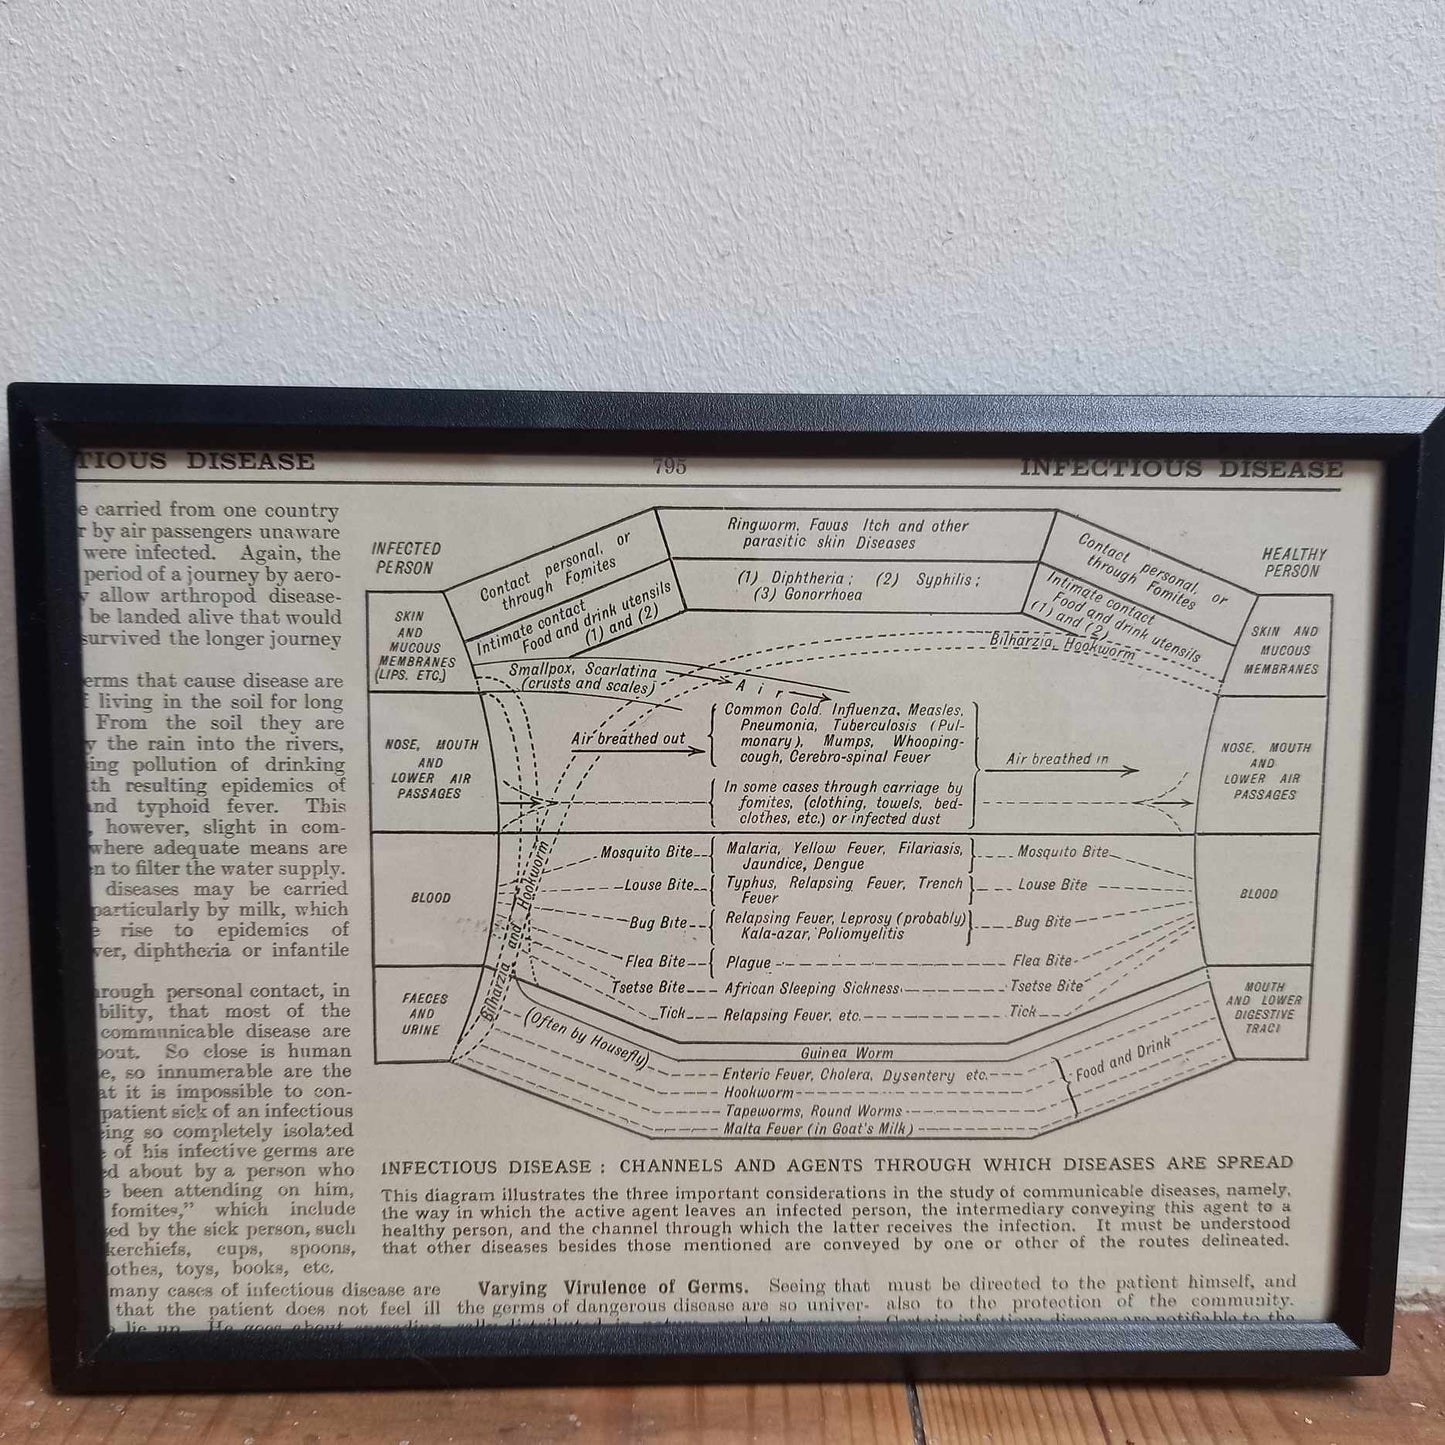 TIOUS DISEASE
795
INFECTIOUS DISEASE
carried from one country
by air passengers unaware
were infected. Again, the
period of a journey by aero-
allow arthropod disease-
be landed alive that would
survived the longer journey
erms that cause disease are
living in the soil for long
From the soil they are
the rain into the rivers,
ing pollution of drinking
th resulting epidemics of
and typhoid fever. This
, however, slight in com-
where adequate means are
n to filter the water supply.
diseases may be carried
particularly by milk, which
rise to epidemics of
ver, diphtheria or infantile
rough personal contact, in
bility, that most of the
communicable disease are
out. So close is human
e, so innumerable are the
at it is impossible to con-
patient sick of an infectious
ing so completely isolated
of his infective germs are
d about by a person who
been attending on him,
fomites," which include
ed by the sick person, such
kerchiefs, cups, spoons,
lothes, toys, books, etc.
many cases of infectious disease are
that the patient does not feel ill
lie up. He goes about spreading
INFECTED
PERSON
SKIN
AND
MUCOUS
MEMBRANES
(LIPS. ETC.)
NOSE, MOUTH
AND
LOWER AIR
PASSAGES
BLOOD
FAECES
AND
URINE
Contact personal, or
through Fomites
Intimate contact
Food and drink utensils
(1) and (2)
Ringworm, Favus Itch and other
parasitic skin Diseases
(1) Diphtheria; (2) Syphilis;
(3) Gonorrhoea
Contact personal, or
through Fomites
Intimate contact
Food and drink utensils
(1) and (2)
HEALTHY
PERSON
SKIN AND
MUCOUS
MEMBRANES
NOSE, MOUTH
AND
LOWER AIR
PASSAGES
BLOOD
MOUTH
AND LOWER
DIGESTIVE
TRACT
Bilharzia, Hookworm
Smallpox, Scarlatina
(crusts and scales)
Air
Air breathed out
Common Cold, Influenza, Measles,
Pneumonia, Tuberculosis (Pul-
monary), Mumps, Whooping-
cough, Cerebro-spinal Fever
Air breathed in
In some cases through carriage by
fomites, (clothing, towels, bed-
clothes, etc.) or infected dust
Bilharzia and Hookworm
Mosquito Bite
Malaria, Yellow Fever, Filariasis,
Jaundice, Dengue
Mosquito Bite
Louse Bite
Typhus, Relapsing Fever, Trench
Fever
Louse Bite
Bug Bite
Relapsing Fever, Leprosy (probably)
Kala-azar, Poliomyelitis
Bug Bite
Flea Bite
Plague
Flea Bite
Tsetse Bite
African Sleeping Sickness
Tsetse Bite
Tick
Relapsing Fever, etc.
Tick
(Often by Housefly)
Guinea Worm
Enteric Fever, Cholera, Dysentery etc.
Hookworm
Tapeworms, Round Worms
Malta Fever (in Goat's Milk)
Food and Drink
INFECTIOUS DISEASE: CHANNELS AND AGENTS THROUGH WHICH DISEASES ARE SPREAD
This diagram illustrates the three important considerations in the study of communicable diseases, namely,
the way in which the active agent leaves an infected person, the intermediary conveying this agent to a
healthy person, and the channel through which the latter receives the infection. It must be understood
that other diseases besides those mentioned are conveyed by one or other of the routes delineated.
Varying Virulence of Germs. Seeing that
the germs of dangerous disease are so univer-
must be directed to the patient himself, and
also to the protection of the community.
Certain infectious diseases are notifiable to the